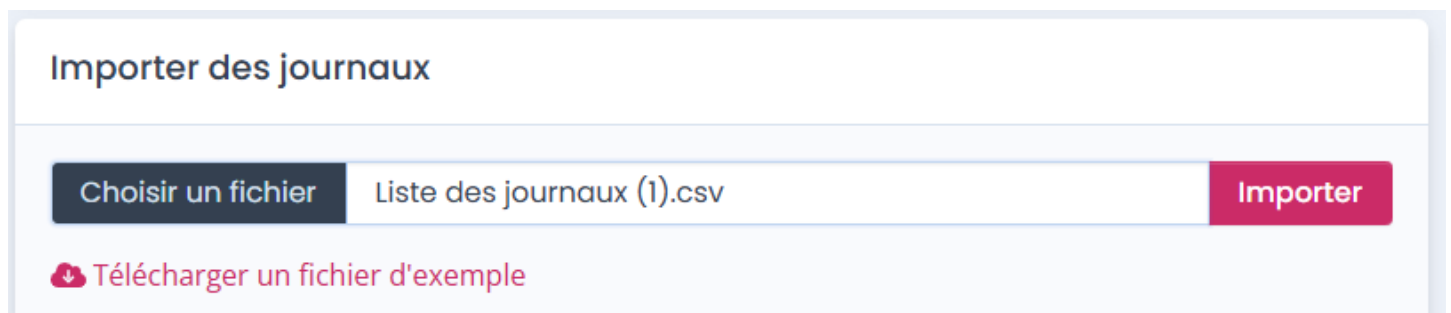 Importer des journaux
Choisir un fichier Liste des journaux (1).csv Importer
Télécharger un fichier d'exemple